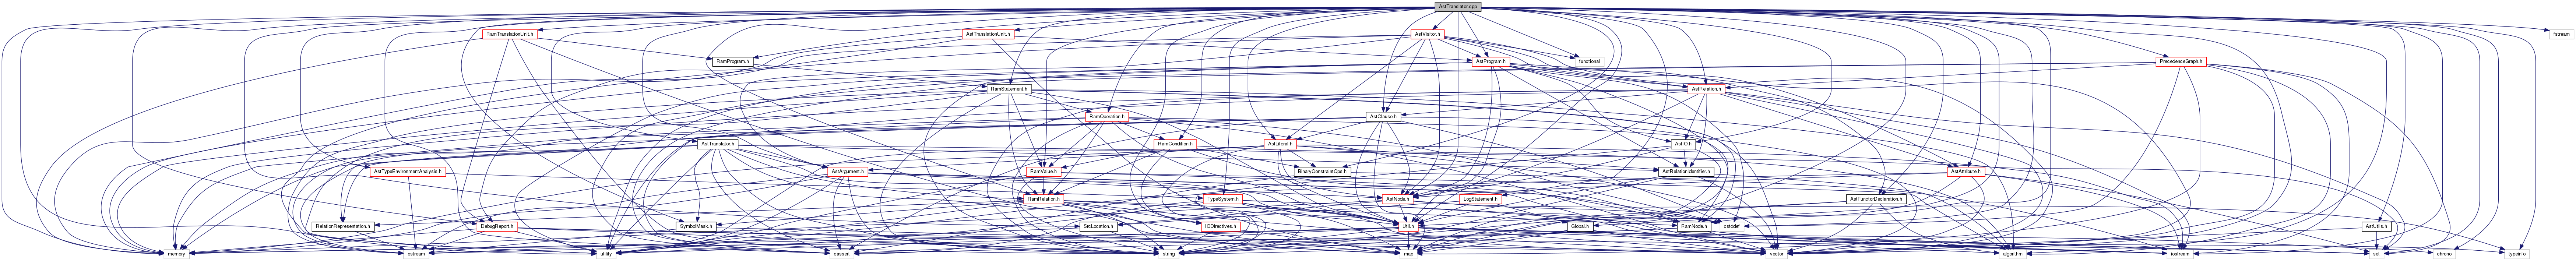 AstTranslator.cpp
RamTranslationUnit.h
AstTranslationUnit.h
AstVisitor.h
fstream
RamProgram.h
AstProgram.h
functional
PrecedenceGraph.h
RamStatement.h
AstRelation.h
RamOperation.h
AstClause.h
AstTranslator.h
RamCondition.h
AstLiteral.h
AstIO.h
AstTypeEnvironmentAnalysis.h
AstArgument.h
RamValue.h
BinaryConstraintOps.h
AstRelationIdentifier.h
AstAttribute.h
RamRelation.h
TypeSystem.h
AstNode.h
LogStatement.h
AstFunctorDeclaration.h
RelationRepresentation.h
DebugReport.h
SymbolMask.h
SrcLocation.h
IODirectives.h
Util.h
Global.h
RamNode.h
cstddef
AstUtils.h
memory
ostream
utility
cassert
string
map
vector
algorithm
iostream
set
chrono
typeinfo